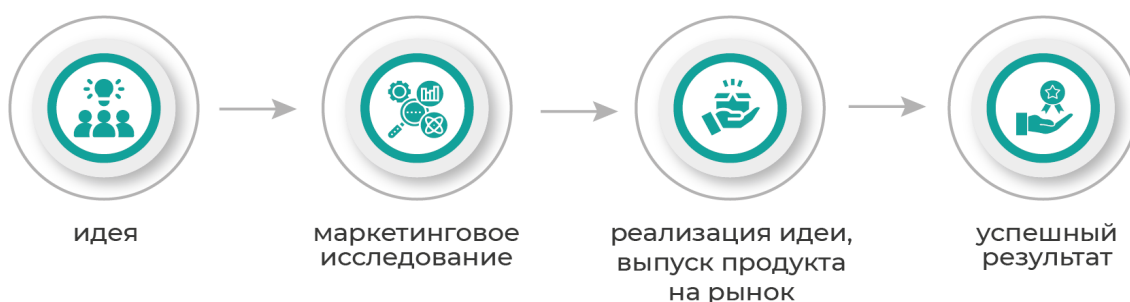 идея
маркетинговое
исследование
реализация идеи,
выпуск продукта
на рынок
успешный
результат